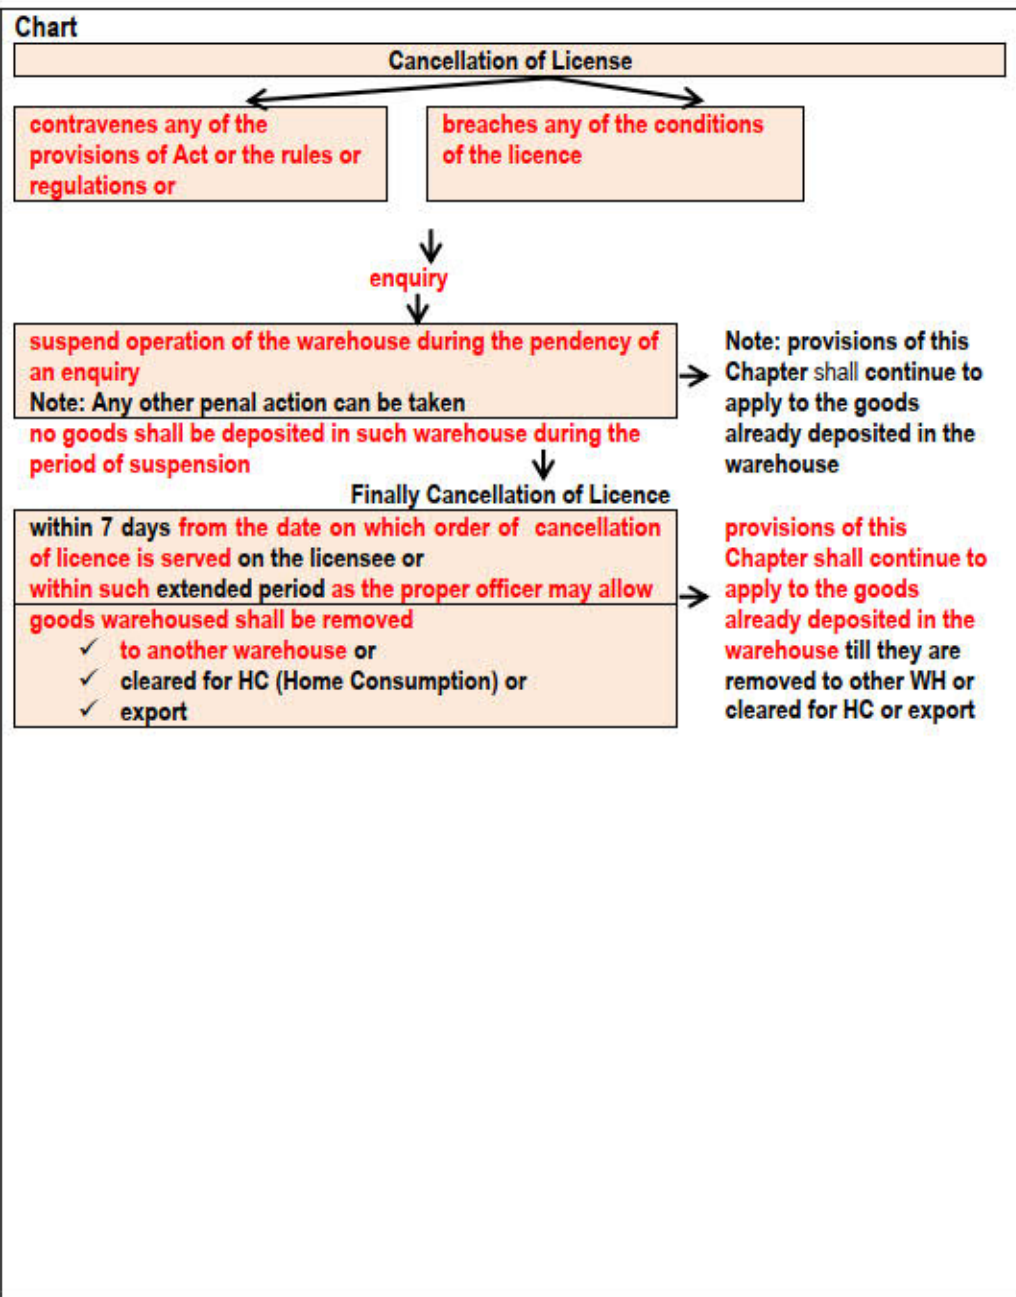 Chart
Cancellation of License
contravenes any of the
provisions of Act or the rules or
regulations or
breaches any of the conditions
of the licence
enquiry
suspend operation of the warehouse during the pendency of
an enquiry
Note: Any other penal action can be taken
no goods shall be deposited in such warehouse during the
period of suspension
Note: provisions of this
Chapter shall continue to
apply to the goods
already deposited in the
warehouse
Finally Cancellation of Licence
within 7 days from the date on which order of cancellation
of licence is served on the licensee or
within such extended period as the proper officer may allow
goods warehoused shall be removed
✓ to another warehouse or
✓ cleared for HC (Home Consumption) or
✓ export
provisions of this
Chapter shall continue to
apply to the goods
already deposited in the
warehouse till they are
removed to other WH or
cleared for HC or export